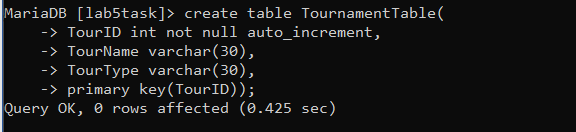 MariaDB [lab5task]> create table TournamentTable(
    -> TourID int not null auto_increment,
    -> TourName varchar(30),
    -> TourType varchar(30),
    -> primary key(TourID));
Query OK, 0 rows affected (0.425 sec)